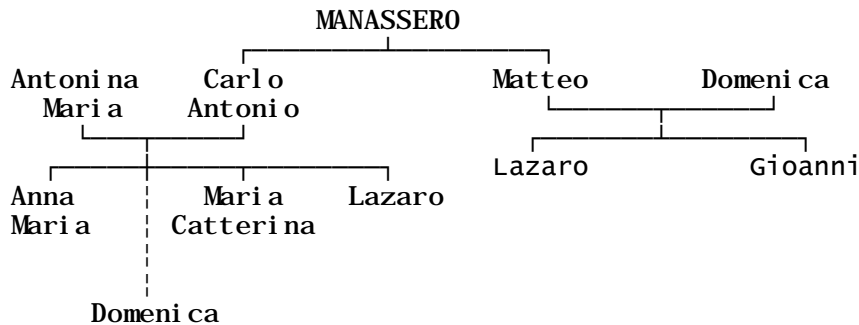 MANASSERO
Antonina Carlo Matteo Domenica
Maria Antonio
Lazaro Gioanni
Anna Maria Lazaro
Maria Catterina
Domenica